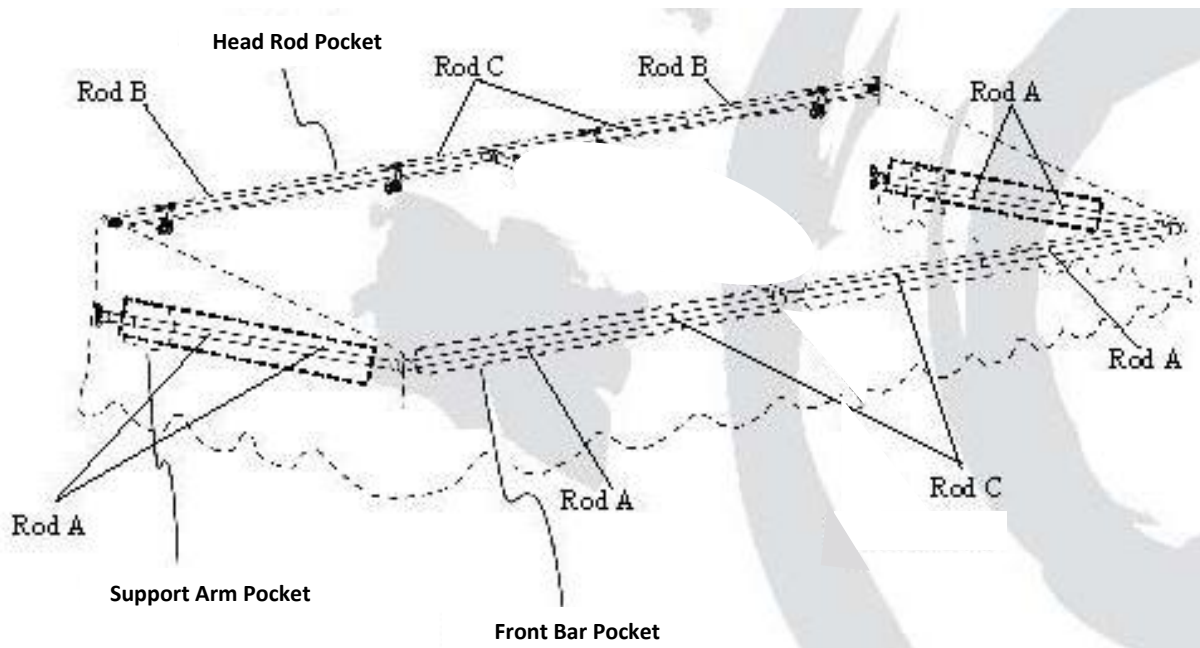 Head Rod Pocket
Rod B
Rod C
Rod B
Rod A
Rod A
Rod A
Rod A
Rod C
Support Arm Pocket
Front Bar Pocket